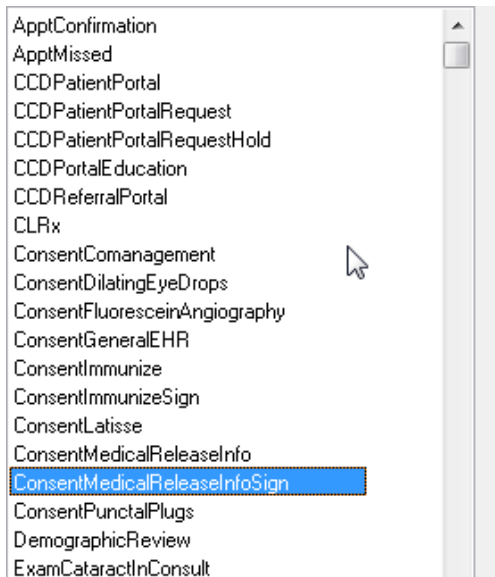 ApptConfirmation
ApptMissed
CCDPatientPortal
CCDPatientPortalRequest
CCDPatientPortalRequestHold
CCDPortalEducation
CCDReferralPortal
CLRx
ConsentComanagement
ConsentDilatingEyeDrops
ConsentFluoresceinAngiography
ConsentGeneralEHR
ConsentImmunize
ConsentImmunizeSign
ConsentLatisse
ConsentMedicalReleaseInfo
ConsentMedicalReleaseInfoSign
ConsentPunctalPlugs
DemographicReview
ExamCataractInConsult